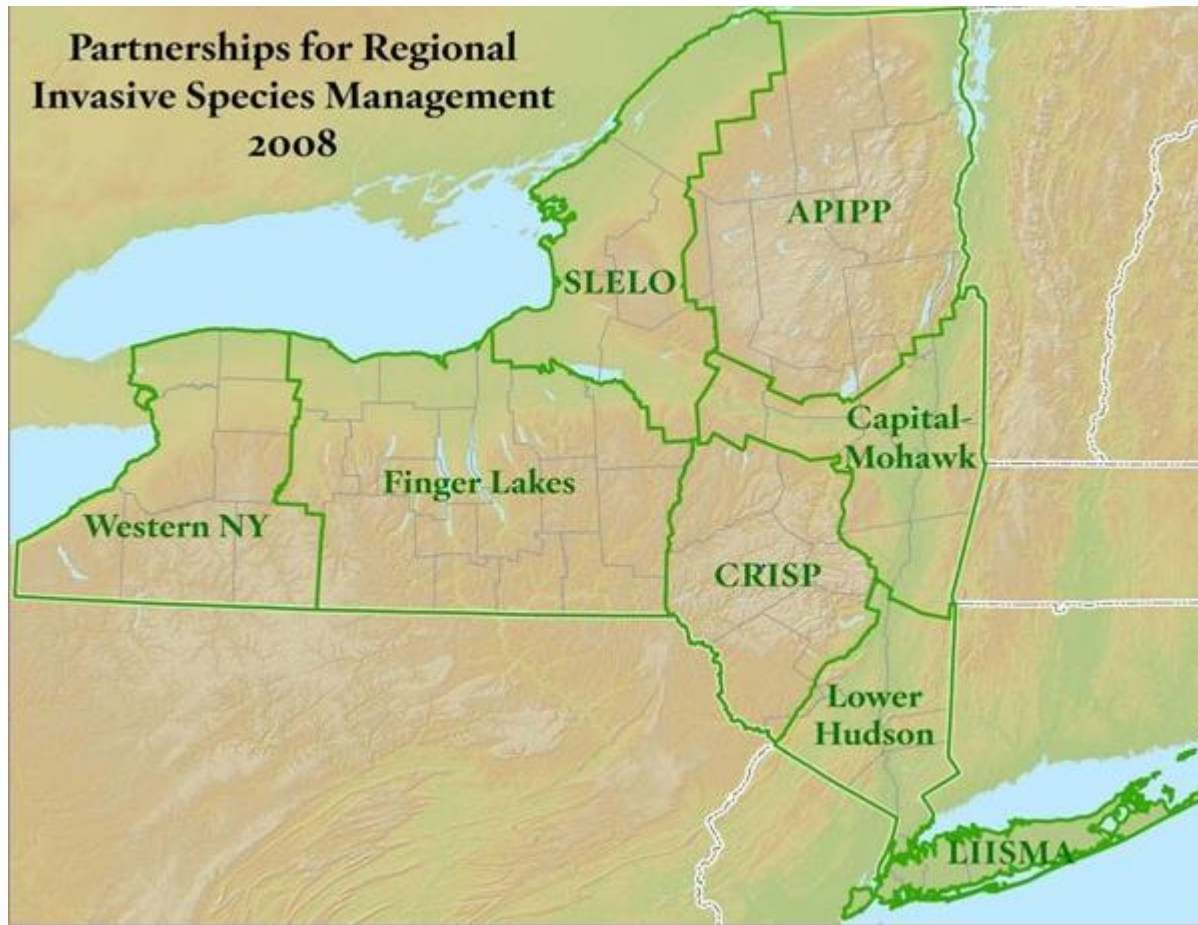 Partnerships for Regional
Invasive Species Management
2008
APIPP
SLELO
Capital-
Mohawk
Finger Lakes
Western NY
CRISP
Lower
Hudson
LIISMA